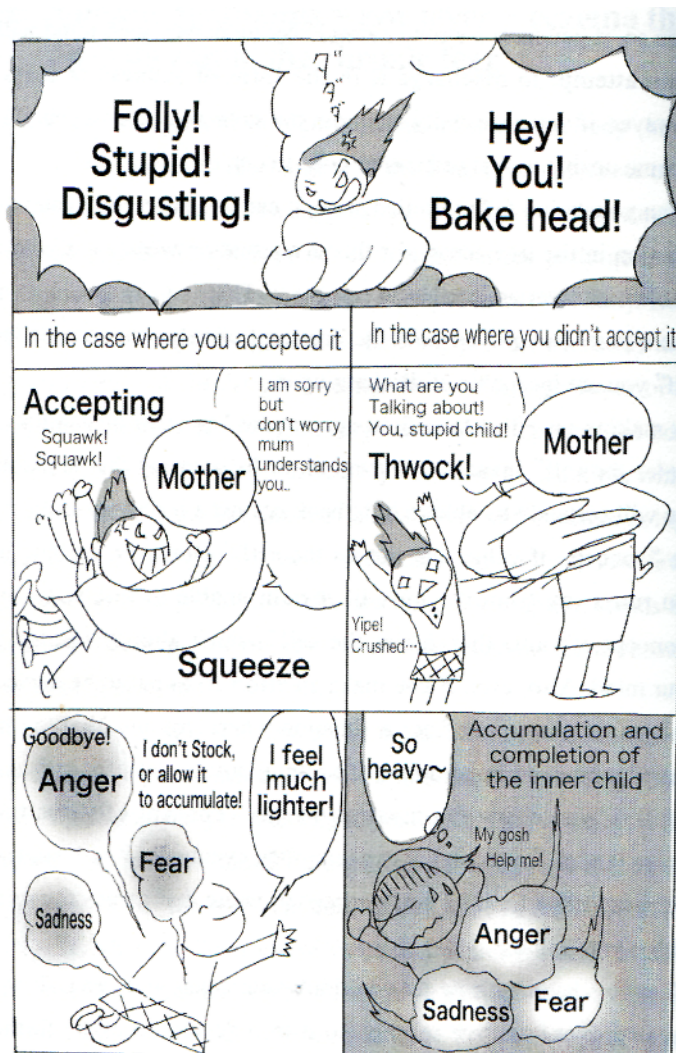 ダ"
ダ"
ダ"
Folly!
Stupid!
Disgusting!
Hey!
You!
Bake head!
In the case where you accepted it
In the case where you didn't accept it
Accepting
Squawk!
Squawk!
Mother
I am sorry
but
don't worry
mum
understands
you..
Squeeze
What are you
Talking about!
You, stupid child!
Thwock!
Mother
Yipe!
Crushed…
Goodbye!
Anger
I don't Stock,
or allow it
to accumulate!
Fear
Sadness
I feel
much
lighter!
So
heavy~
Accumulation and
completion of
the inner child
My gosh
Help me!
Anger
Sadness
Fear